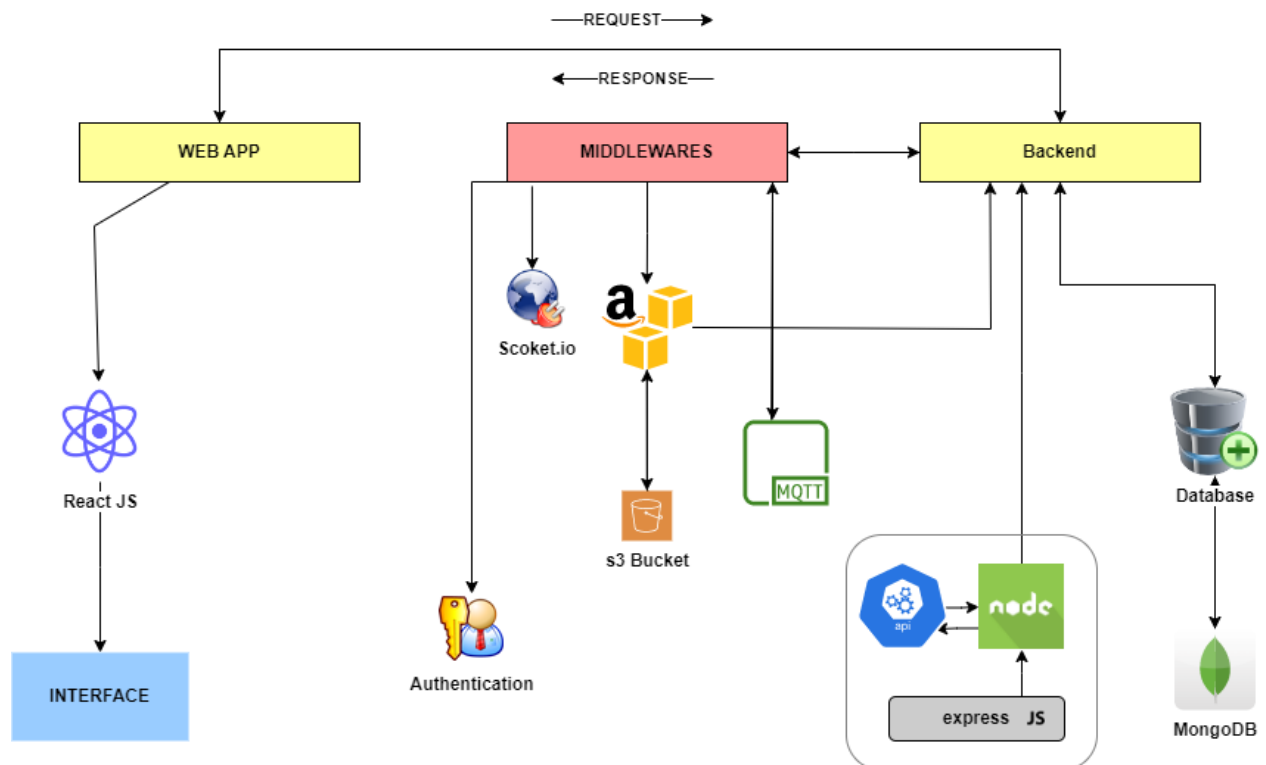 REQUEST
RESPONSE
WEB APP
MIDDLEWARES
Backend
Scoket.io
a
React JS
MQTT
s3 Bucket
Database
Authentication
api
node
INTERFACE
express JS
MongoDB